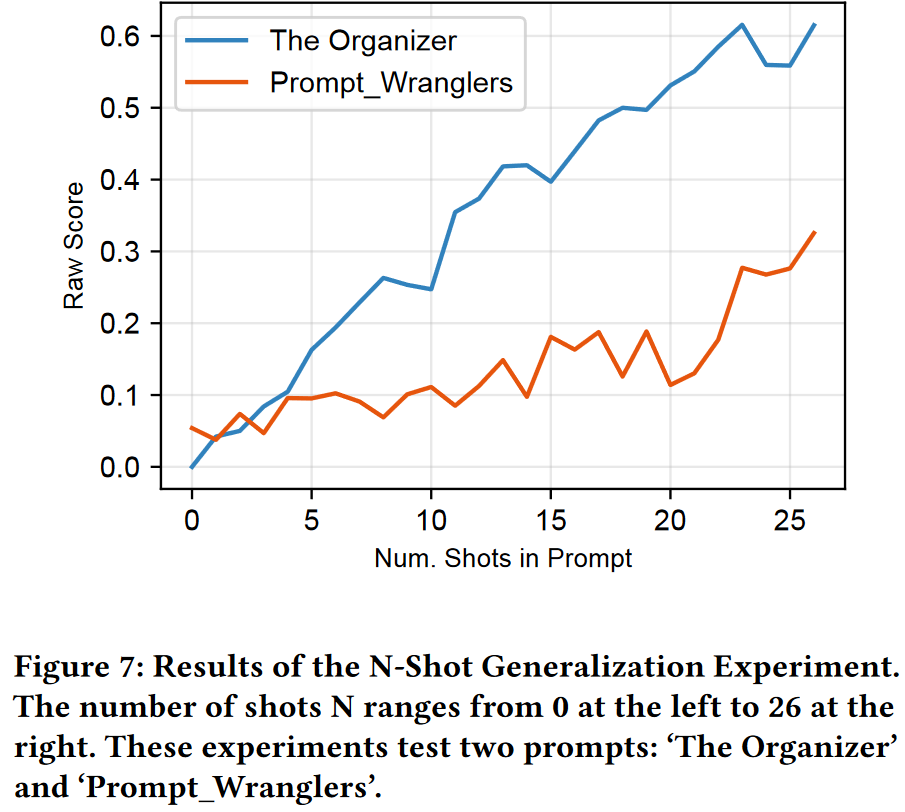 0.6
0.5
0.4
0.3
0.2
0.1
0.0
Raw Score
The Organizer
Prompt_Wranglers
0 5 10 15 20 25
Num. Shots in Prompt
Figure 7: Results of the N-Shot Generalization Experiment.
The number of shots N ranges from 0 at the left to 26 at the
right. These experiments test two prompts: ‘The Organizer’
and ‘Prompt_Wranglers’.